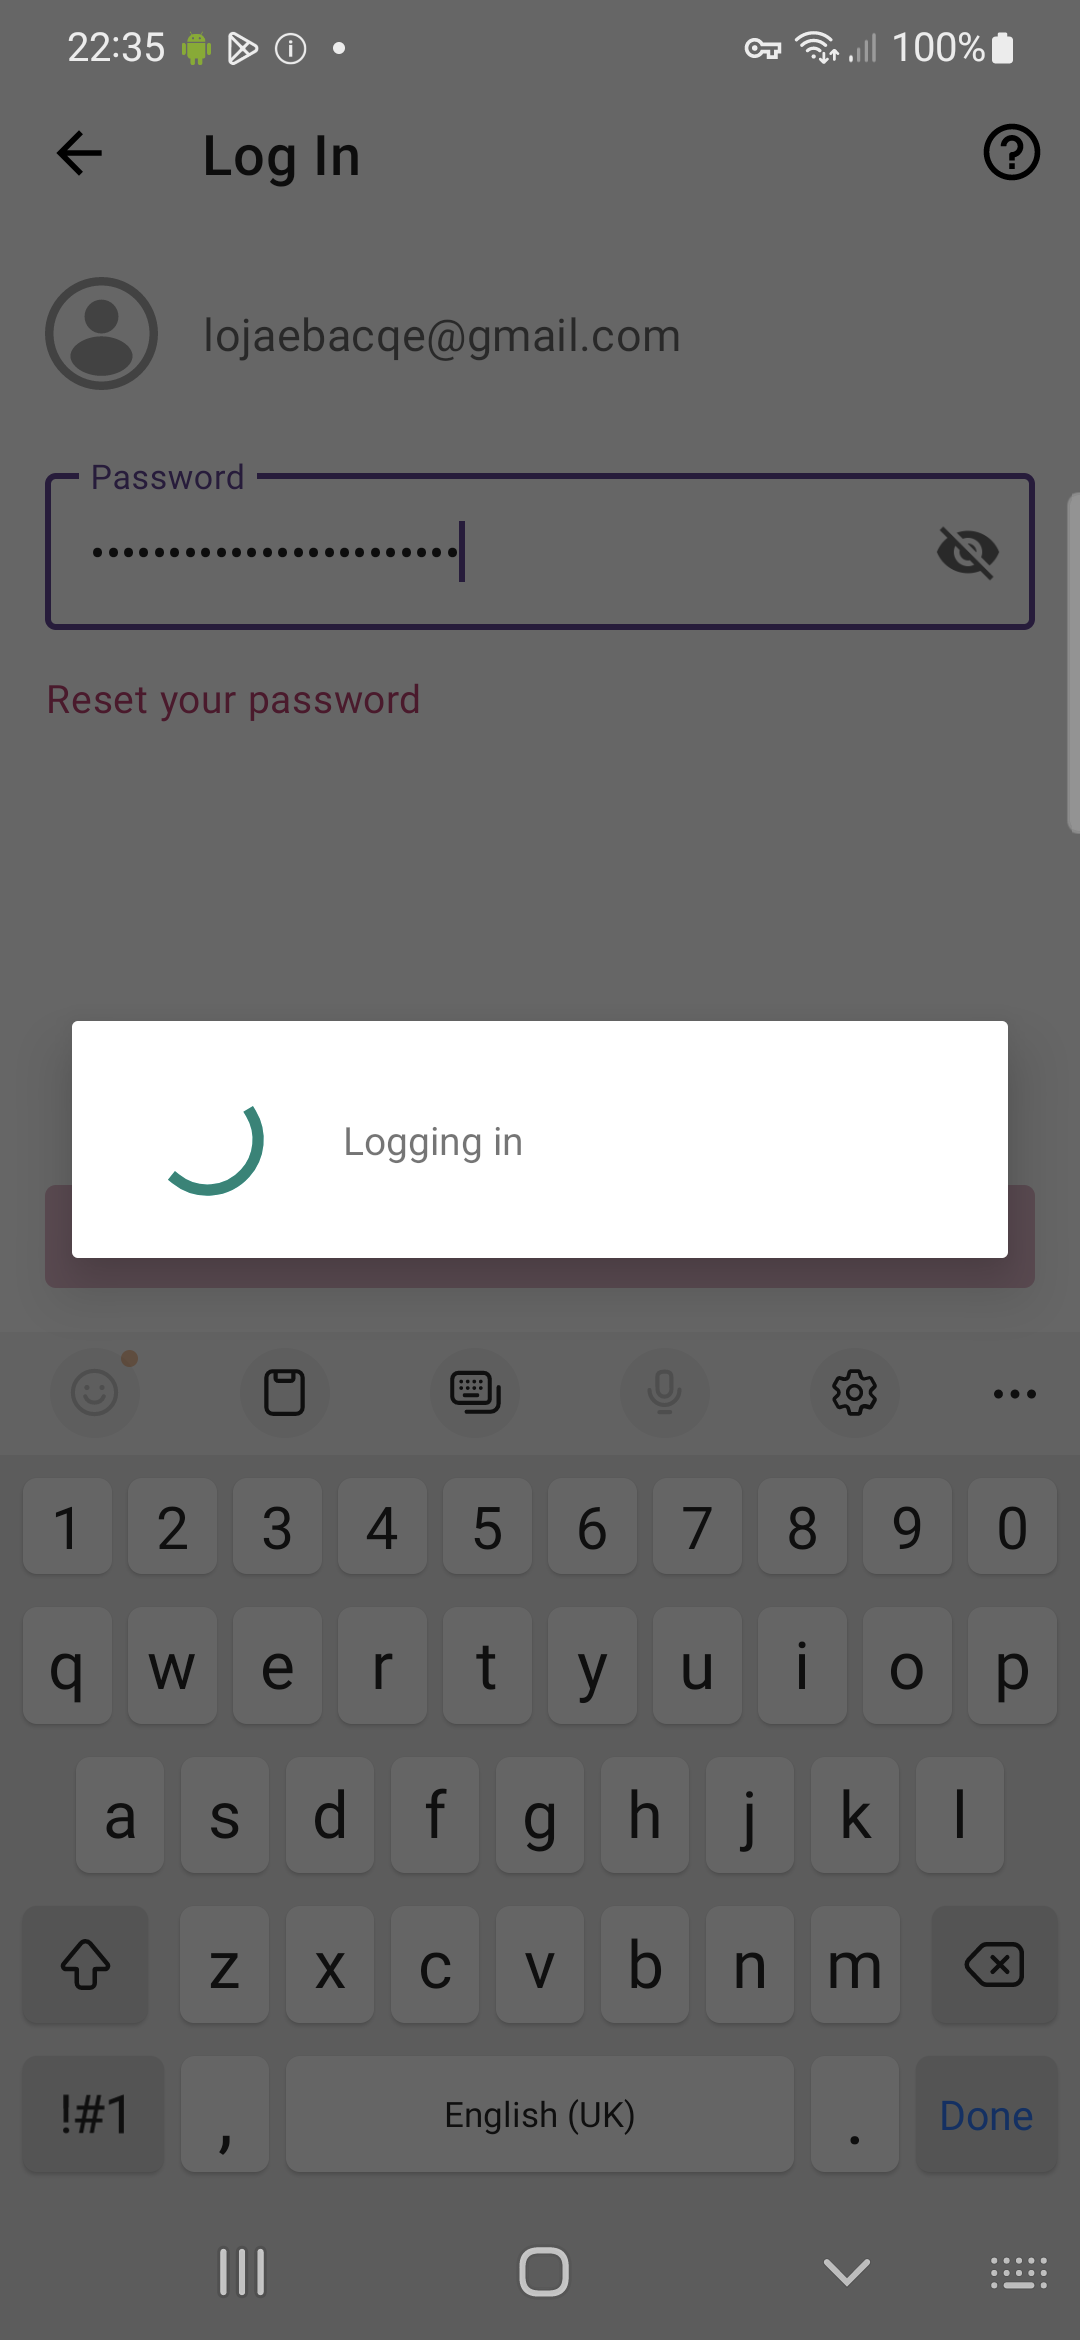 22:35
100%
Log In
lojaebacqe@gmail.com
Password
••••••••••••••••••••••••
Reset your password
Logging in
1 2 3 4 5 6 7 8 9 0
q w e r t y u i o p
a s d f g h j k l
z x c v b n m
!#1 , English (UK) . Done